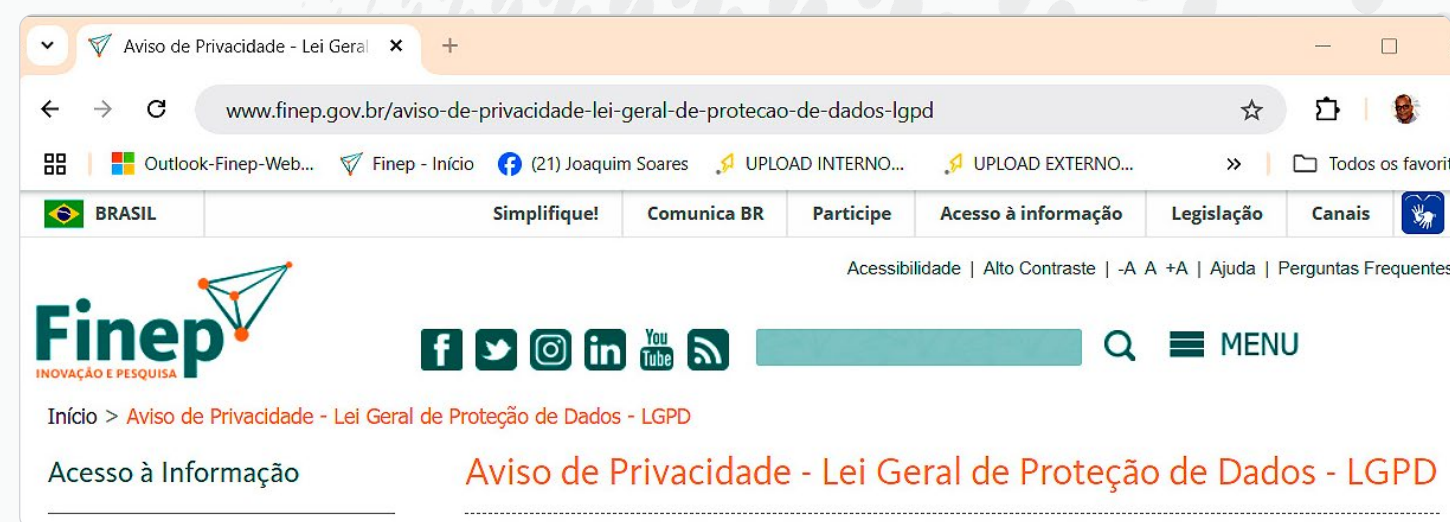 Aviso de Privacidade - Lei Geral
www.finep.gov.br/aviso-de-privacidade-lei-geral-de-protecao-de-dados-lgpd
Outlook-Finep-Web... Finep - Início (21) Joaquim Soares UPLOAD INTERNO... UPLOAD EXTERNO... » Todos os favorit
BRASIL Simplifique! Comunica BR Participe Acesso à informação Legislação Canais
Acessibilidade | Alto Contraste | -A A +A | Ajuda | Perguntas Frequentes
Finep
INOVAÇÃO E PESQUISA
f in You Tube MENU
Início > Aviso de Privacidade - Lei Geral de Proteção de Dados - LGPD
Acesso à Informação Aviso de Privacidade - Lei Geral de Proteção de Dados - LGPD